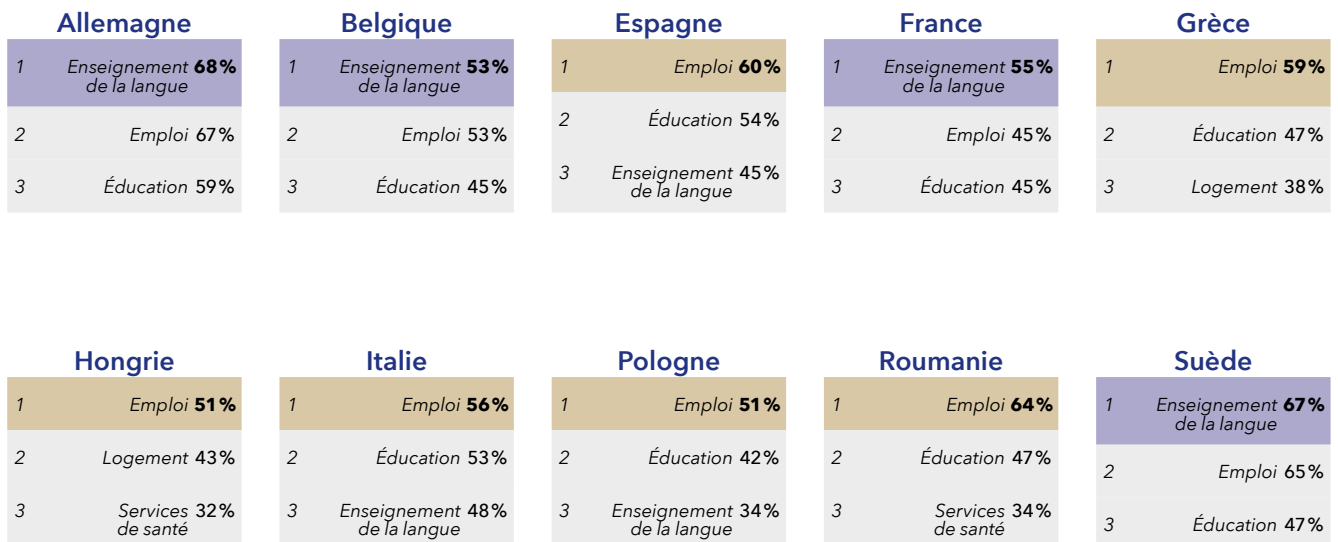 Allemagne
1 Enseignement 68%
de la langue
2 Emploi 67%
3 Éducation 59%
Belgique
1 Enseignement 53%
de la langue
2 Emploi 53%
3 Éducation 45%
Espagne
1 Emploi 60%
2 Éducation 54%
3 Enseignement 45%
de la langue
France
1 Enseignement 55%
de la langue
2 Emploi 45%
3 Éducation 45%
Grèce
1 Emploi 59%
2 Éducation 47%
3 Logement 38%
Hongrie
1 Emploi 51%
2 Logement 43%
3 Services 32%
de santé
Italie
1 Emploi 56%
2 Éducation 53%
3 Enseignement 48%
de la langue
Pologne
1 Emploi 51%
2 Éducation 42%
3 Enseignement 34%
de la langue
Roumanie
1 Emploi 64%
2 Éducation 47%
3 Services 34%
de santé
Suède
1 Enseignement 67%
de la langue
2 Emploi 65%
3 Éducation 47%